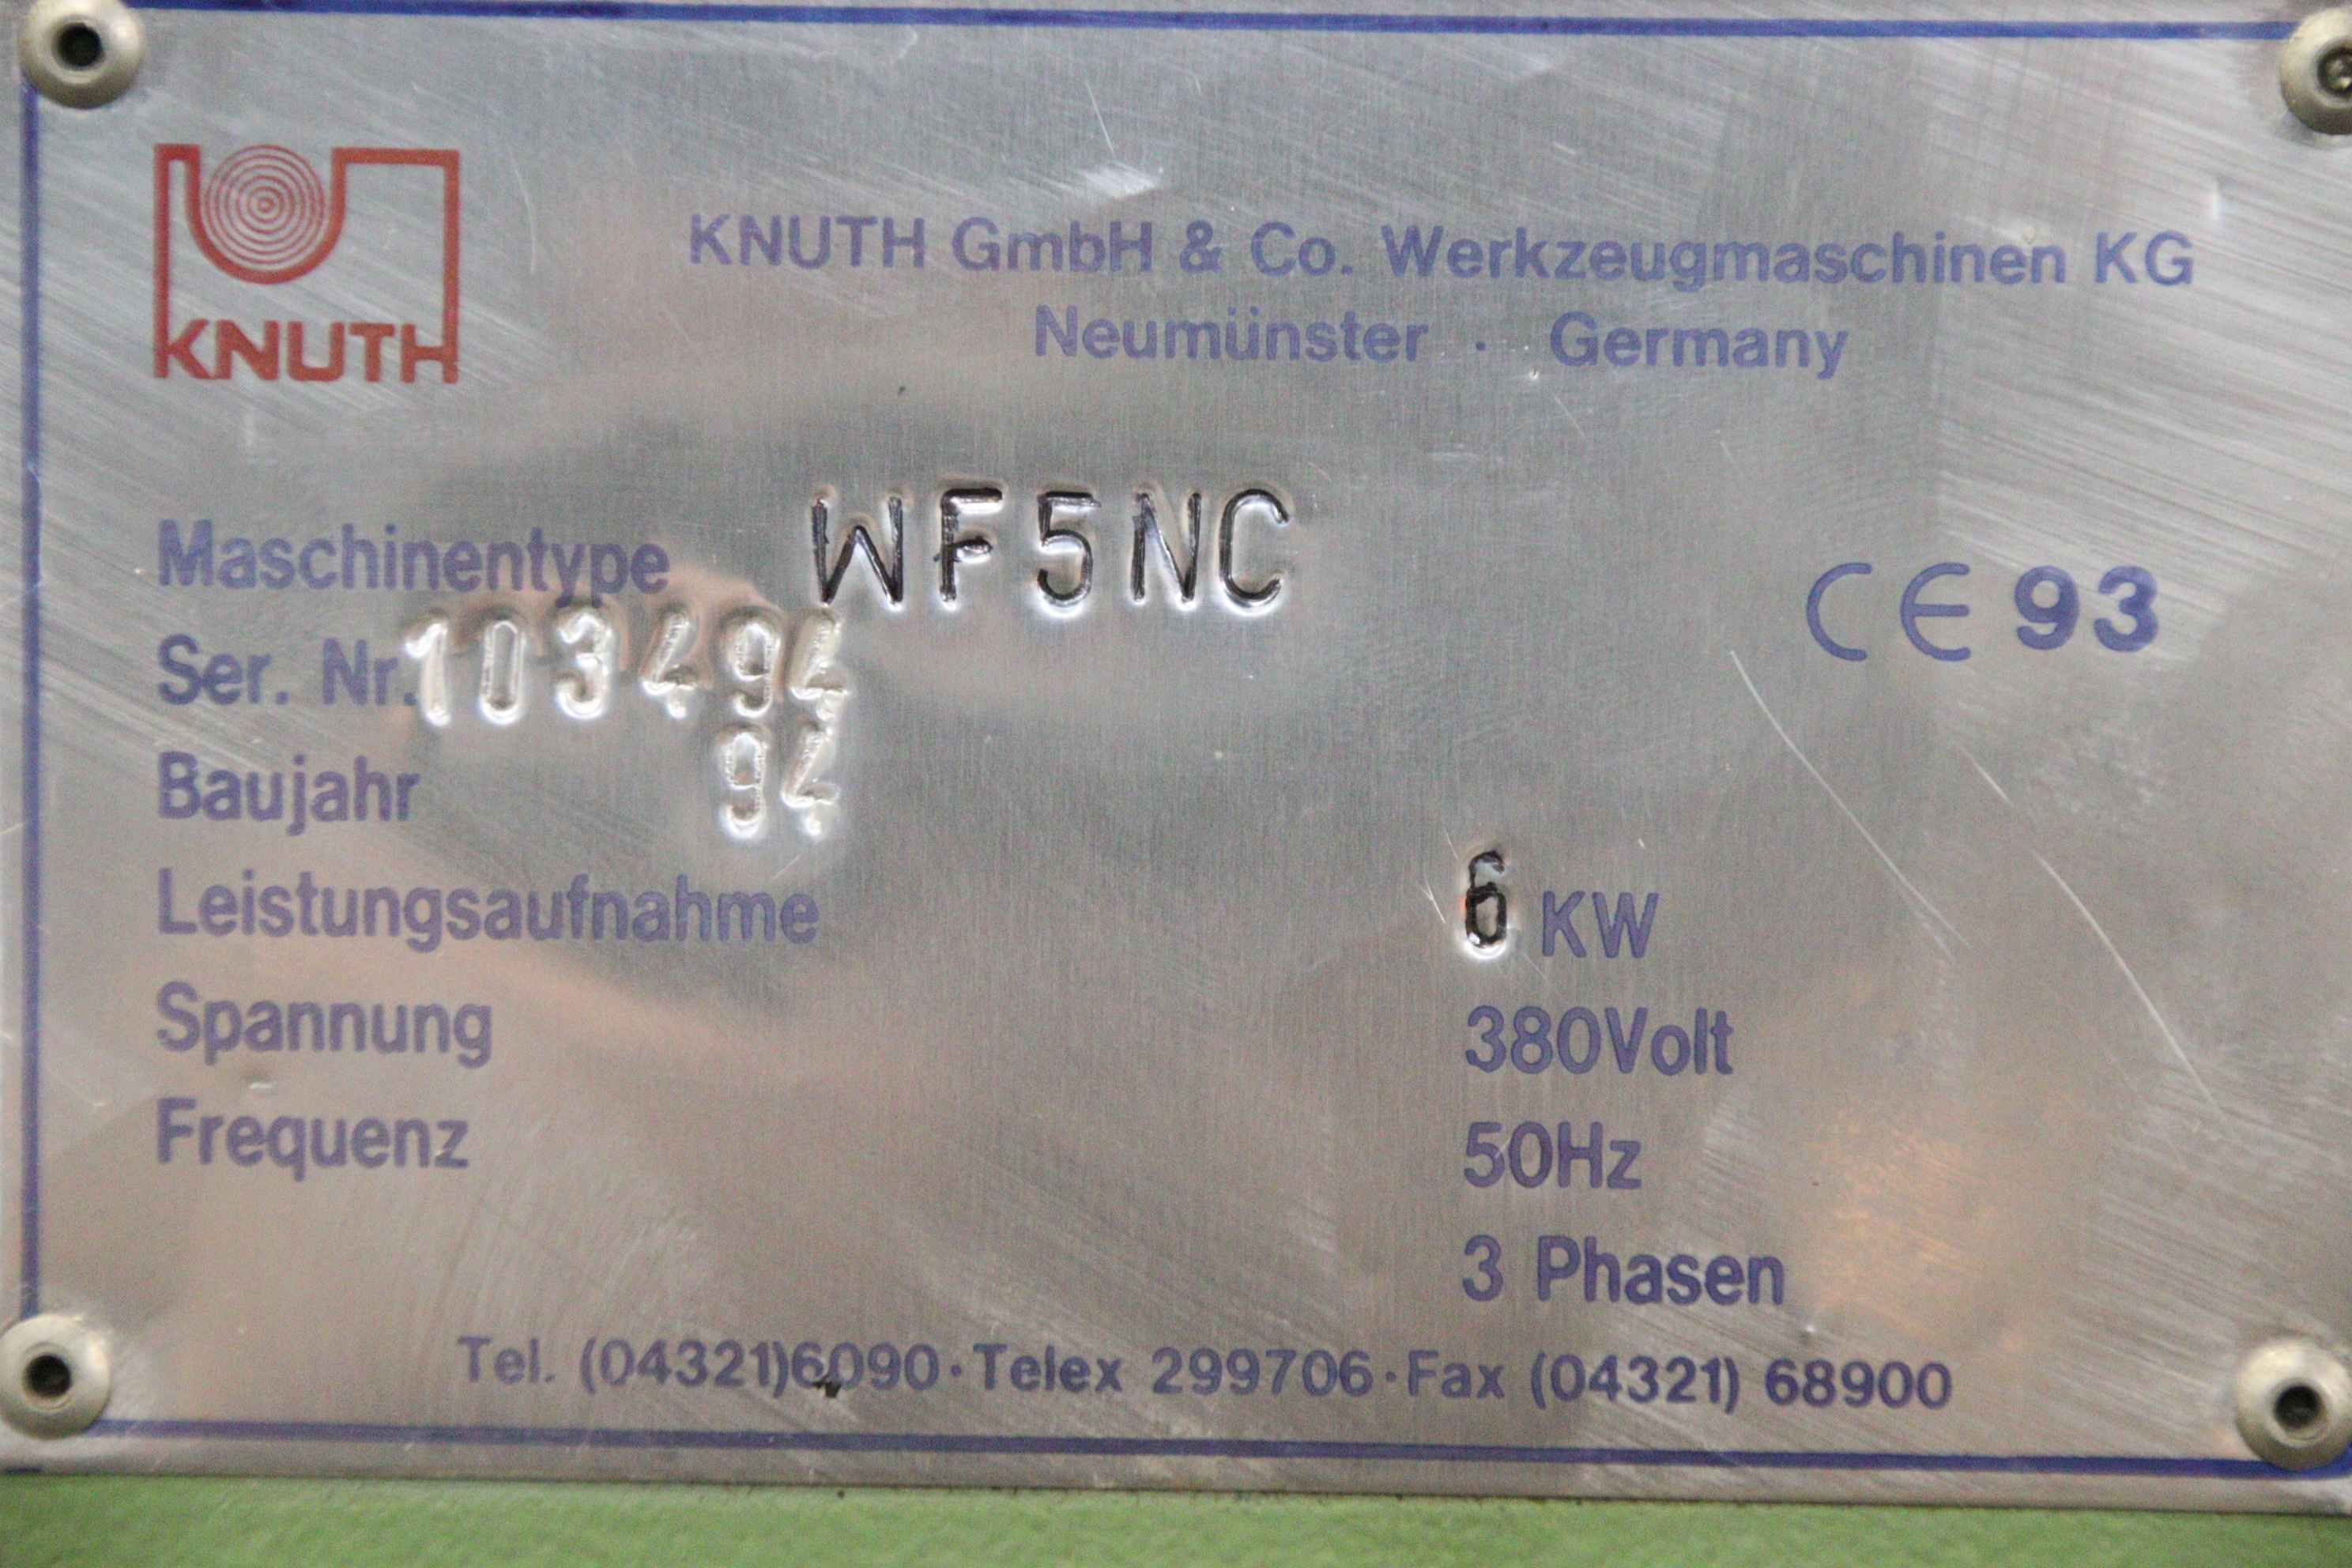 KNUTH
KNUTH GmbH & Co. Werkzeugmaschinen KG
Neumünster · Germany
Maschinentype WF5NC
CE 93
Ser. Nr. 103494
Baujahr 94
Leistungsaufnahme 6 KW
Spannung 380Volt
Frequenz 50Hz
3 Phasen
Tel. (04321)6090·Telex 299706·Fax (04321) 68900